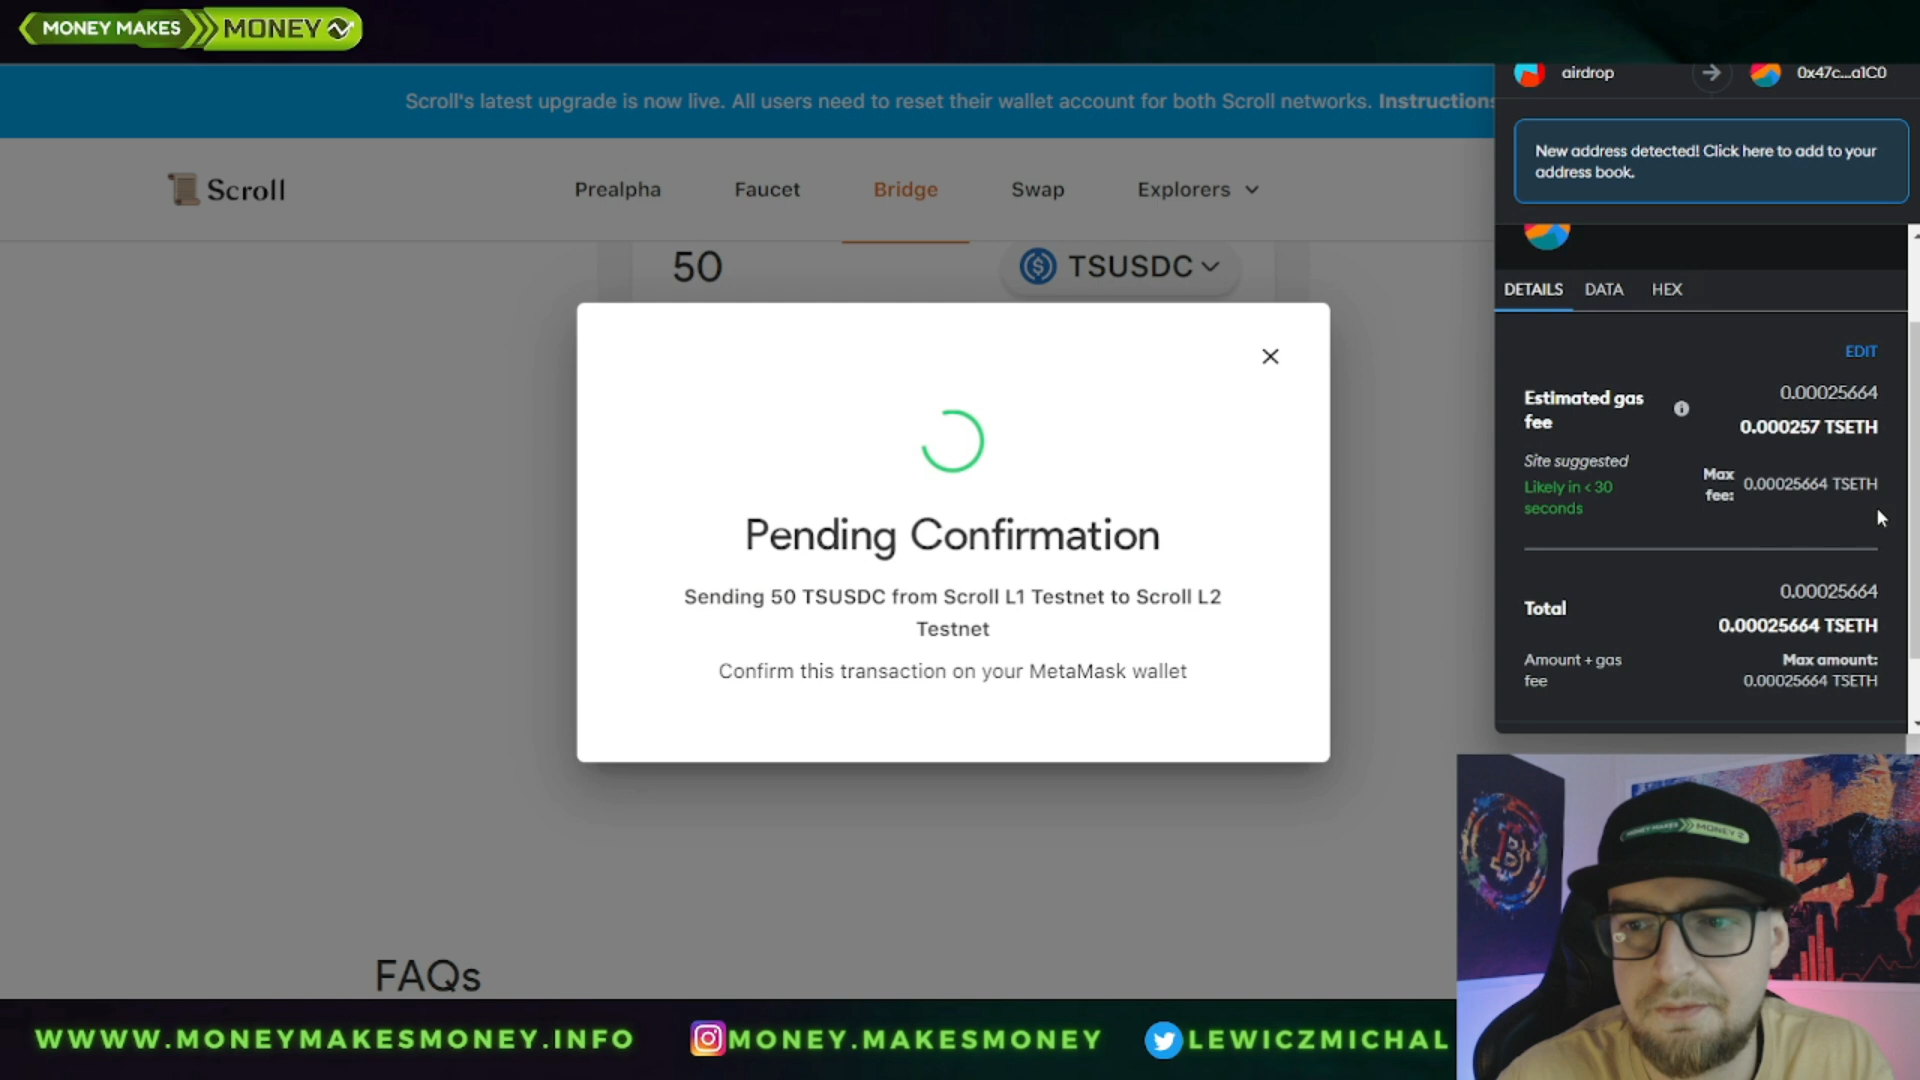 MONEY MAKES MONEY
Scroll's latest upgrade is now live. All users need to reset their wallet account for both Scroll networks. Instructions
Scroll
Prealpha
Faucet
Bridge
Swap
Explorers
50
TSUSDC
Pending Confirmation
Sending 50 TSUSDC from Scroll L1 Testnet to Scroll L2
Testnet
Confirm this transaction on your MetaMask wallet
FAQs
airdrop
0x47c...a1C0
New address detected! Click here to add to your
address book.
DETAILS
DATA
HEX
EDIT
Estimated gas
fee
0.00025664
0.000257 TSETH
Site suggested
Likely in < 30
seconds
Max
fee:
0.00025664 TSETH
Total
0.00025664
0.00025664 TSETH
Amount + gas
fee
Max amount:
0.00025664 TSETH
MONEY MAKES MONEY
WWWW.MONEYMAKESMONEY.INFO
MONEY.MAKESMONEY
LEWICZMICHAL